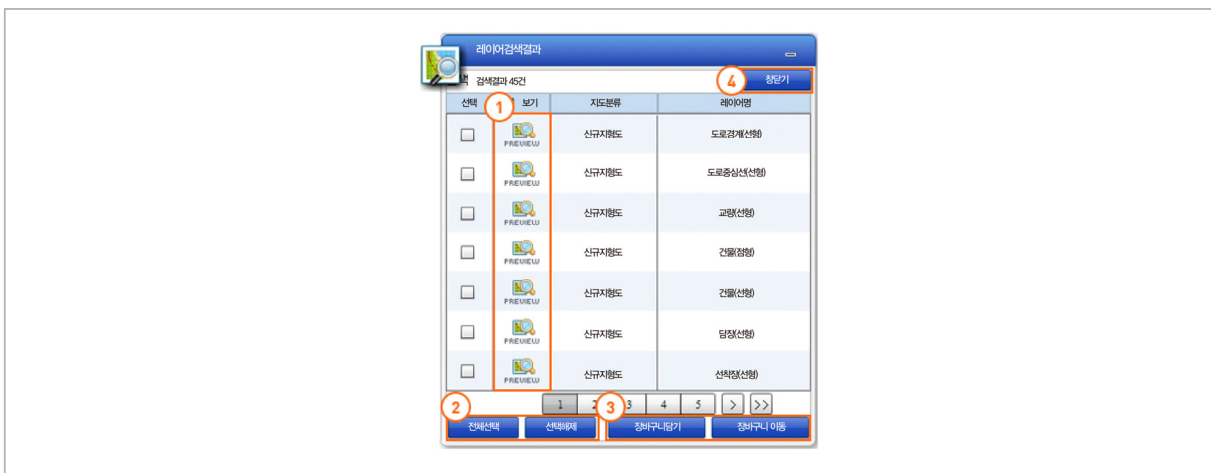 레이어검색결과
검색결과 45건 4 창닫기
선택 1 보기 지도분류 레이어명
PREVIEW 신규지형도 도로경계(선형)
PREVIEW 신규지형도 도로중심선(선형)
PREVIEW 신규지형도 교량(선형)
PREVIEW 신규지형도 건물(점형)
PREVIEW 신규지형도 건물(선형)
PREVIEW 신규지형도 담장(선형)
PREVIEW 신규지형도 선착장(선형)
1 2 3 4 5 > >>
2 3
전체선택 선택해제 장바구니담기 장바구니 이동